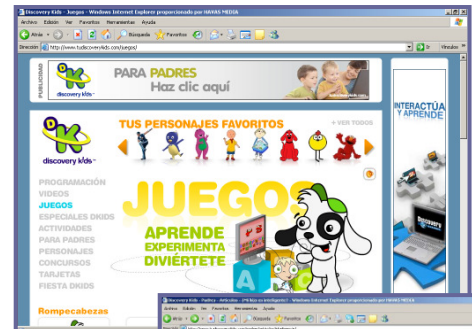 Discovery Kids - Juegos - Windows Internet Explorer proporcionado por HAVAS MEDIA
Archivo Edición Ver Favoritos Herramientas Ayuda
Atrás Búsqueda Favoritos
Dirección http://www.tudiscoverykids.com/juegos/ Ir Vínculos
PUBLICIDAD
discovery kids
PARA PADRES
Haz clic aquí
INTERACTÚA
Y APRENDE
DK
discovery kids
TUS PERSONAJES FAVORITOS
+ VER TODOS
PROGRAMACIÓN
VIDEOS
JUEGOS
ESPECIALES DKIDS
ACTIVIDADES
PARA PADRES
PERSONAJES
CONCURSOS
TARJETAS
FIESTA DKIDS
JUEGOS
APRENDE
EXPERIMENTA
DIVIÉRTETE
A
Rompecabezas